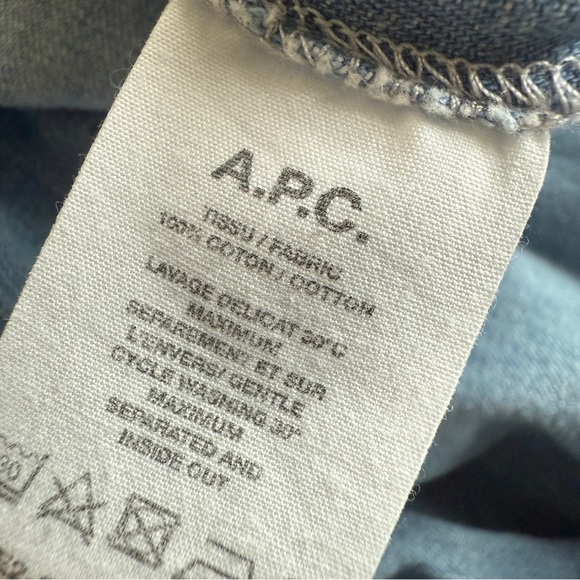 A.P.C.
TISSU / FABRIC
100% COTON / COTTON
LAVAGE DELICAT 30°C
MAXIMUM
SEPAREMENT ET SUR
L'ENVERS/ GENTLE
CYCLE WASHING 30°
MAXIMUM
SEPARATED AND
INSIDE OUT
30